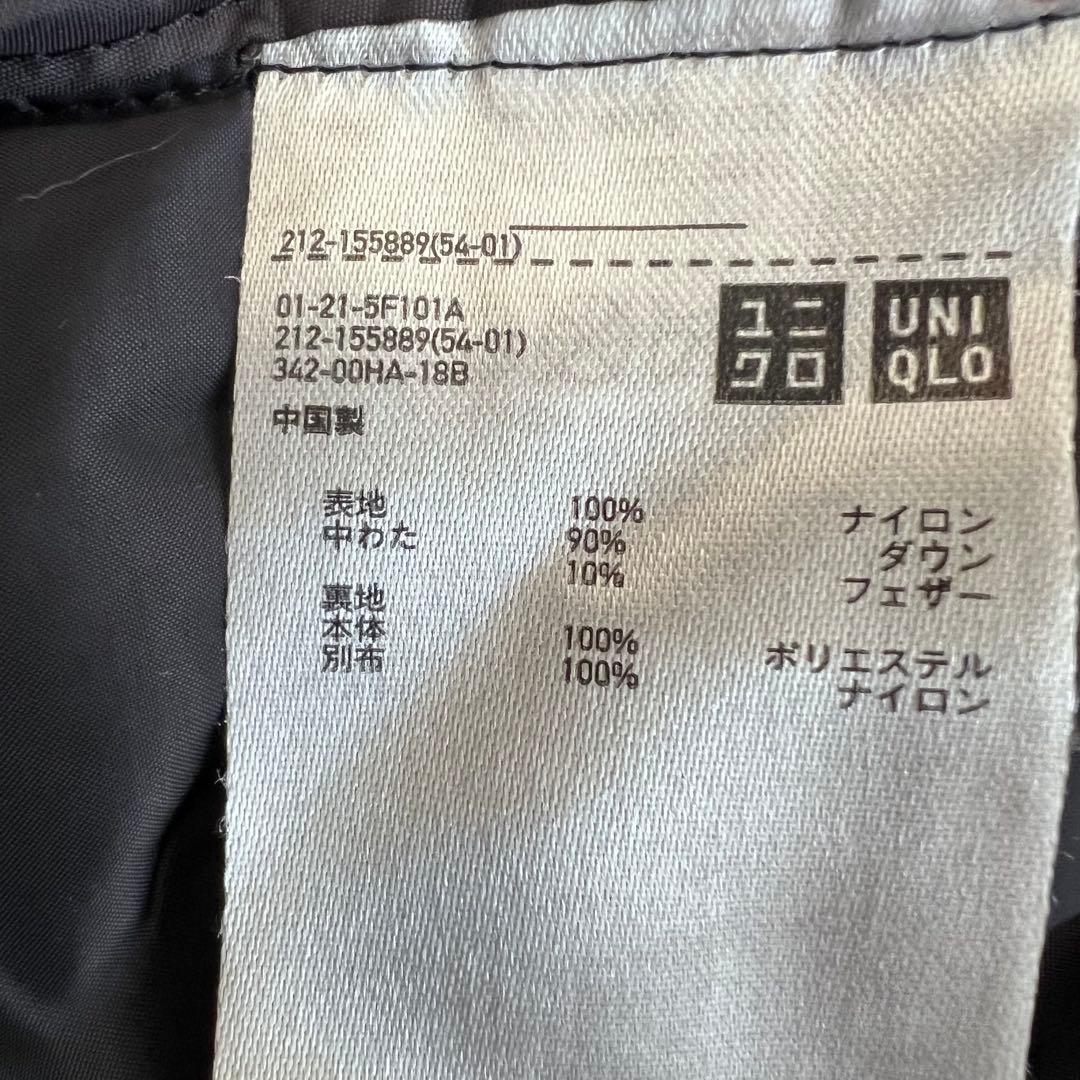 212-155889(54-01)
01-21-5F101A
212-155889(54-01)
342-00HA-18B
ユニ
クロ
UNI
QLO
中国製
表地 100% ナイロン
中わた 90% ダウン
10% フェザー
裏地
本体 100% ポリエステル
別布 100% ナイロン